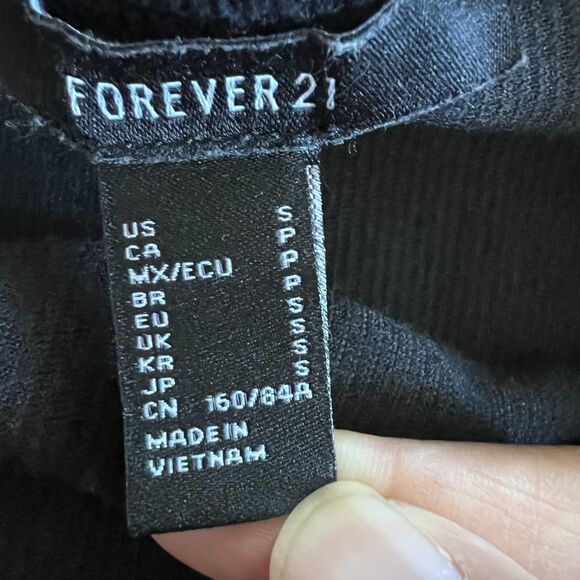 FOREVER 21
US S
CA P
MX/ECU P
BR P
EU S
UK S
KR S
JP S
CN 160/84A
MADE IN
VIETNAM